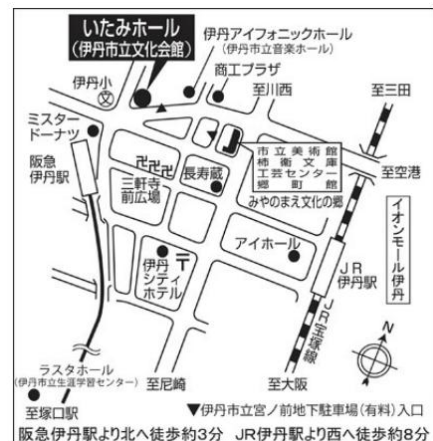 いたみホール
(伊丹市立文化会館)
伊丹アイフォニックホール
(伊丹市立音楽ホール)
商工プラザ
伊丹小
文
至川西
至三田
ミスター
ドーナツ
阪急
伊丹駅
卍卍卍
三軒寺
前広場
長寿蔵
市立美術館
柿衞文庫
工芸センター
郷町館
みやのまえ文化の郷
至空港
イオンモール伊丹
アイホール
伊丹
シティ
ホテル
〒
JR
伊丹駅
JR宝塚線
N
ラスタホール
(伊丹市立生涯学習センター)
至塚口駅
至尼崎
至大阪
▼伊丹市立宮ノ前地下駐車場(有料)入口
阪急伊丹駅より北へ徒歩約3分 JR伊丹駅より西へ徒歩約8分